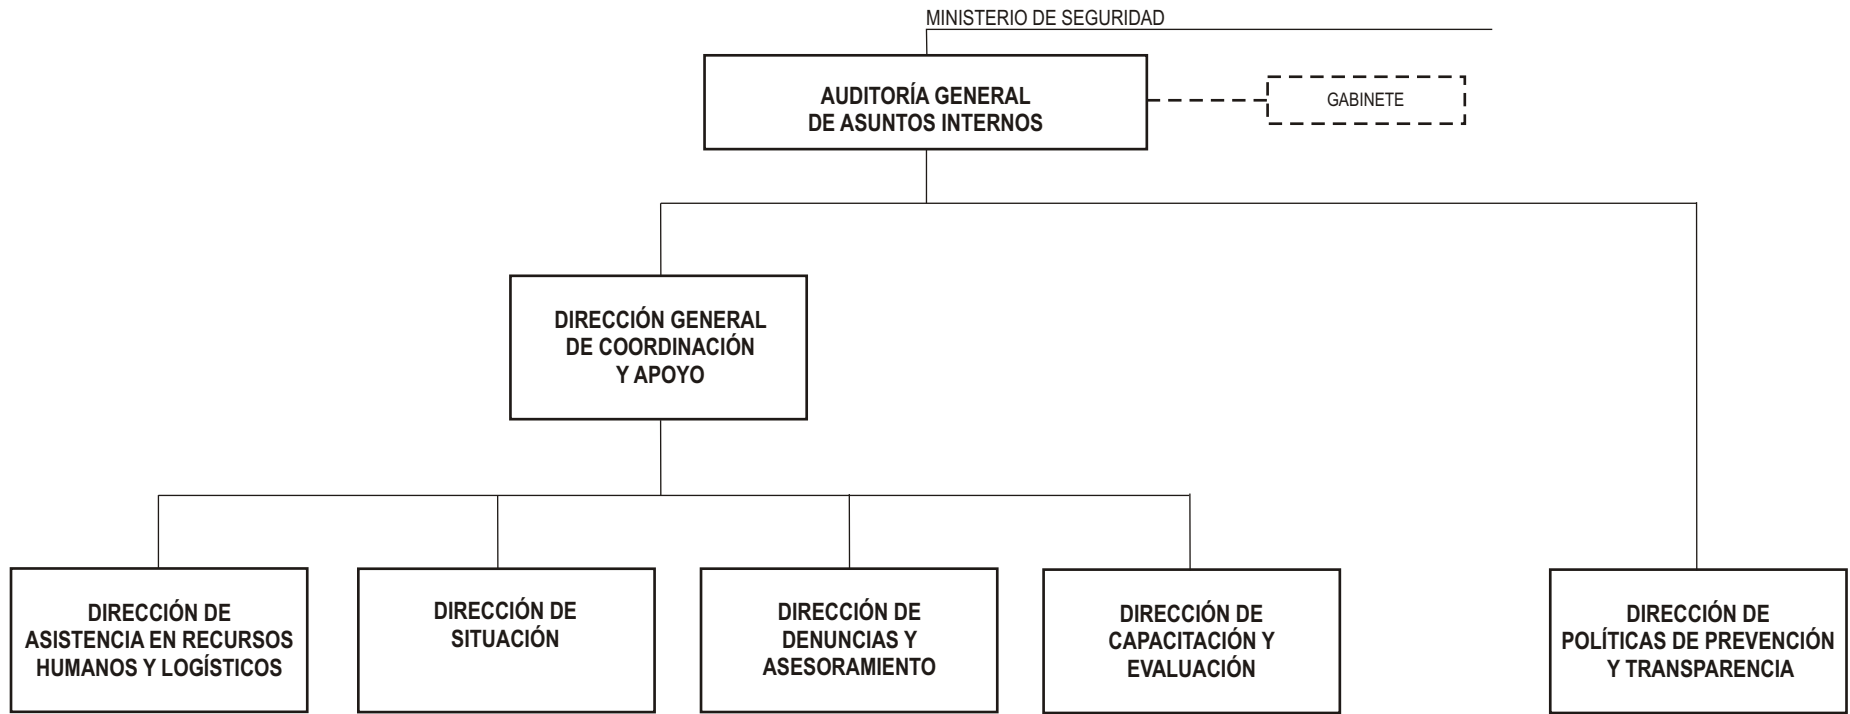 MINISTERIO DE SEGURIDAD
AUDITORÍA GENERAL
DE ASUNTOS INTERNOS
GABINETE
DIRECCIÓN GENERAL
DE COORDINACIÓN
Y APOYO
DIRECCIÓN DE
ASISTENCIA EN RECURSOS
HUMANOS Y LOGÍSTICOS
DIRECCIÓN DE
SITUACIÓN
DIRECCIÓN DE
DENUNCIAS Y
ASESORAMIENTO
DIRECCIÓN DE
CAPACITACIÓN Y
EVALUACIÓN
DIRECCIÓN DE
POLÍTICAS DE PREVENCIÓN
Y TRANSPARENCIA